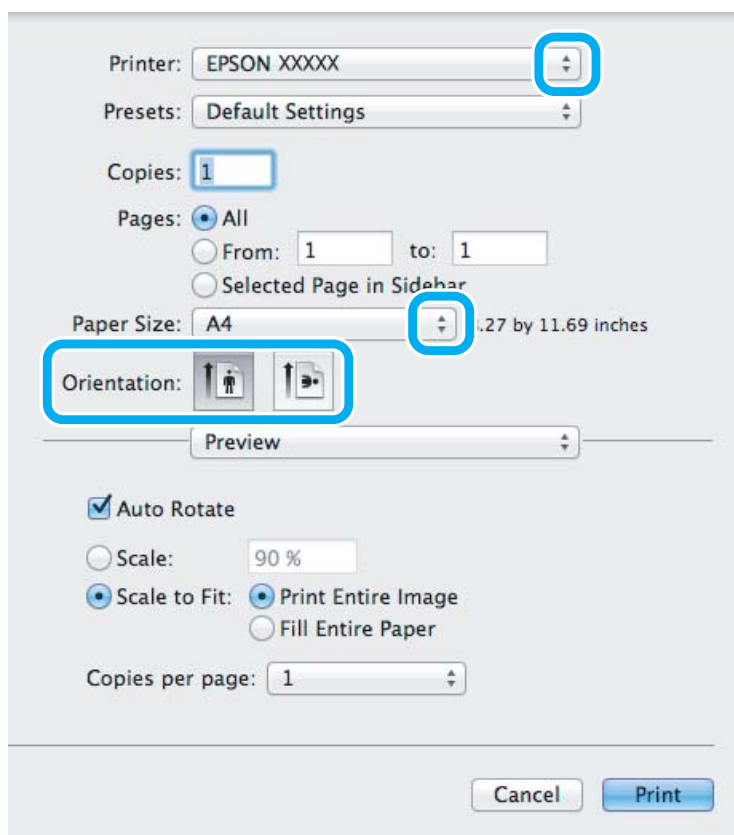 Printer: EPSON XXXXX
Presets: Default Settings
Copies: 1
Pages: All
From: 1 to: 1
Selected Page in Sidebar
Paper Size: A4 .27 by 11.69 inches
Orientation:
Preview
Auto Rotate
Scale: 90 %
Scale to Fit: Print Entire Image
Fill Entire Paper
Copies per page: 1
Cancel Print